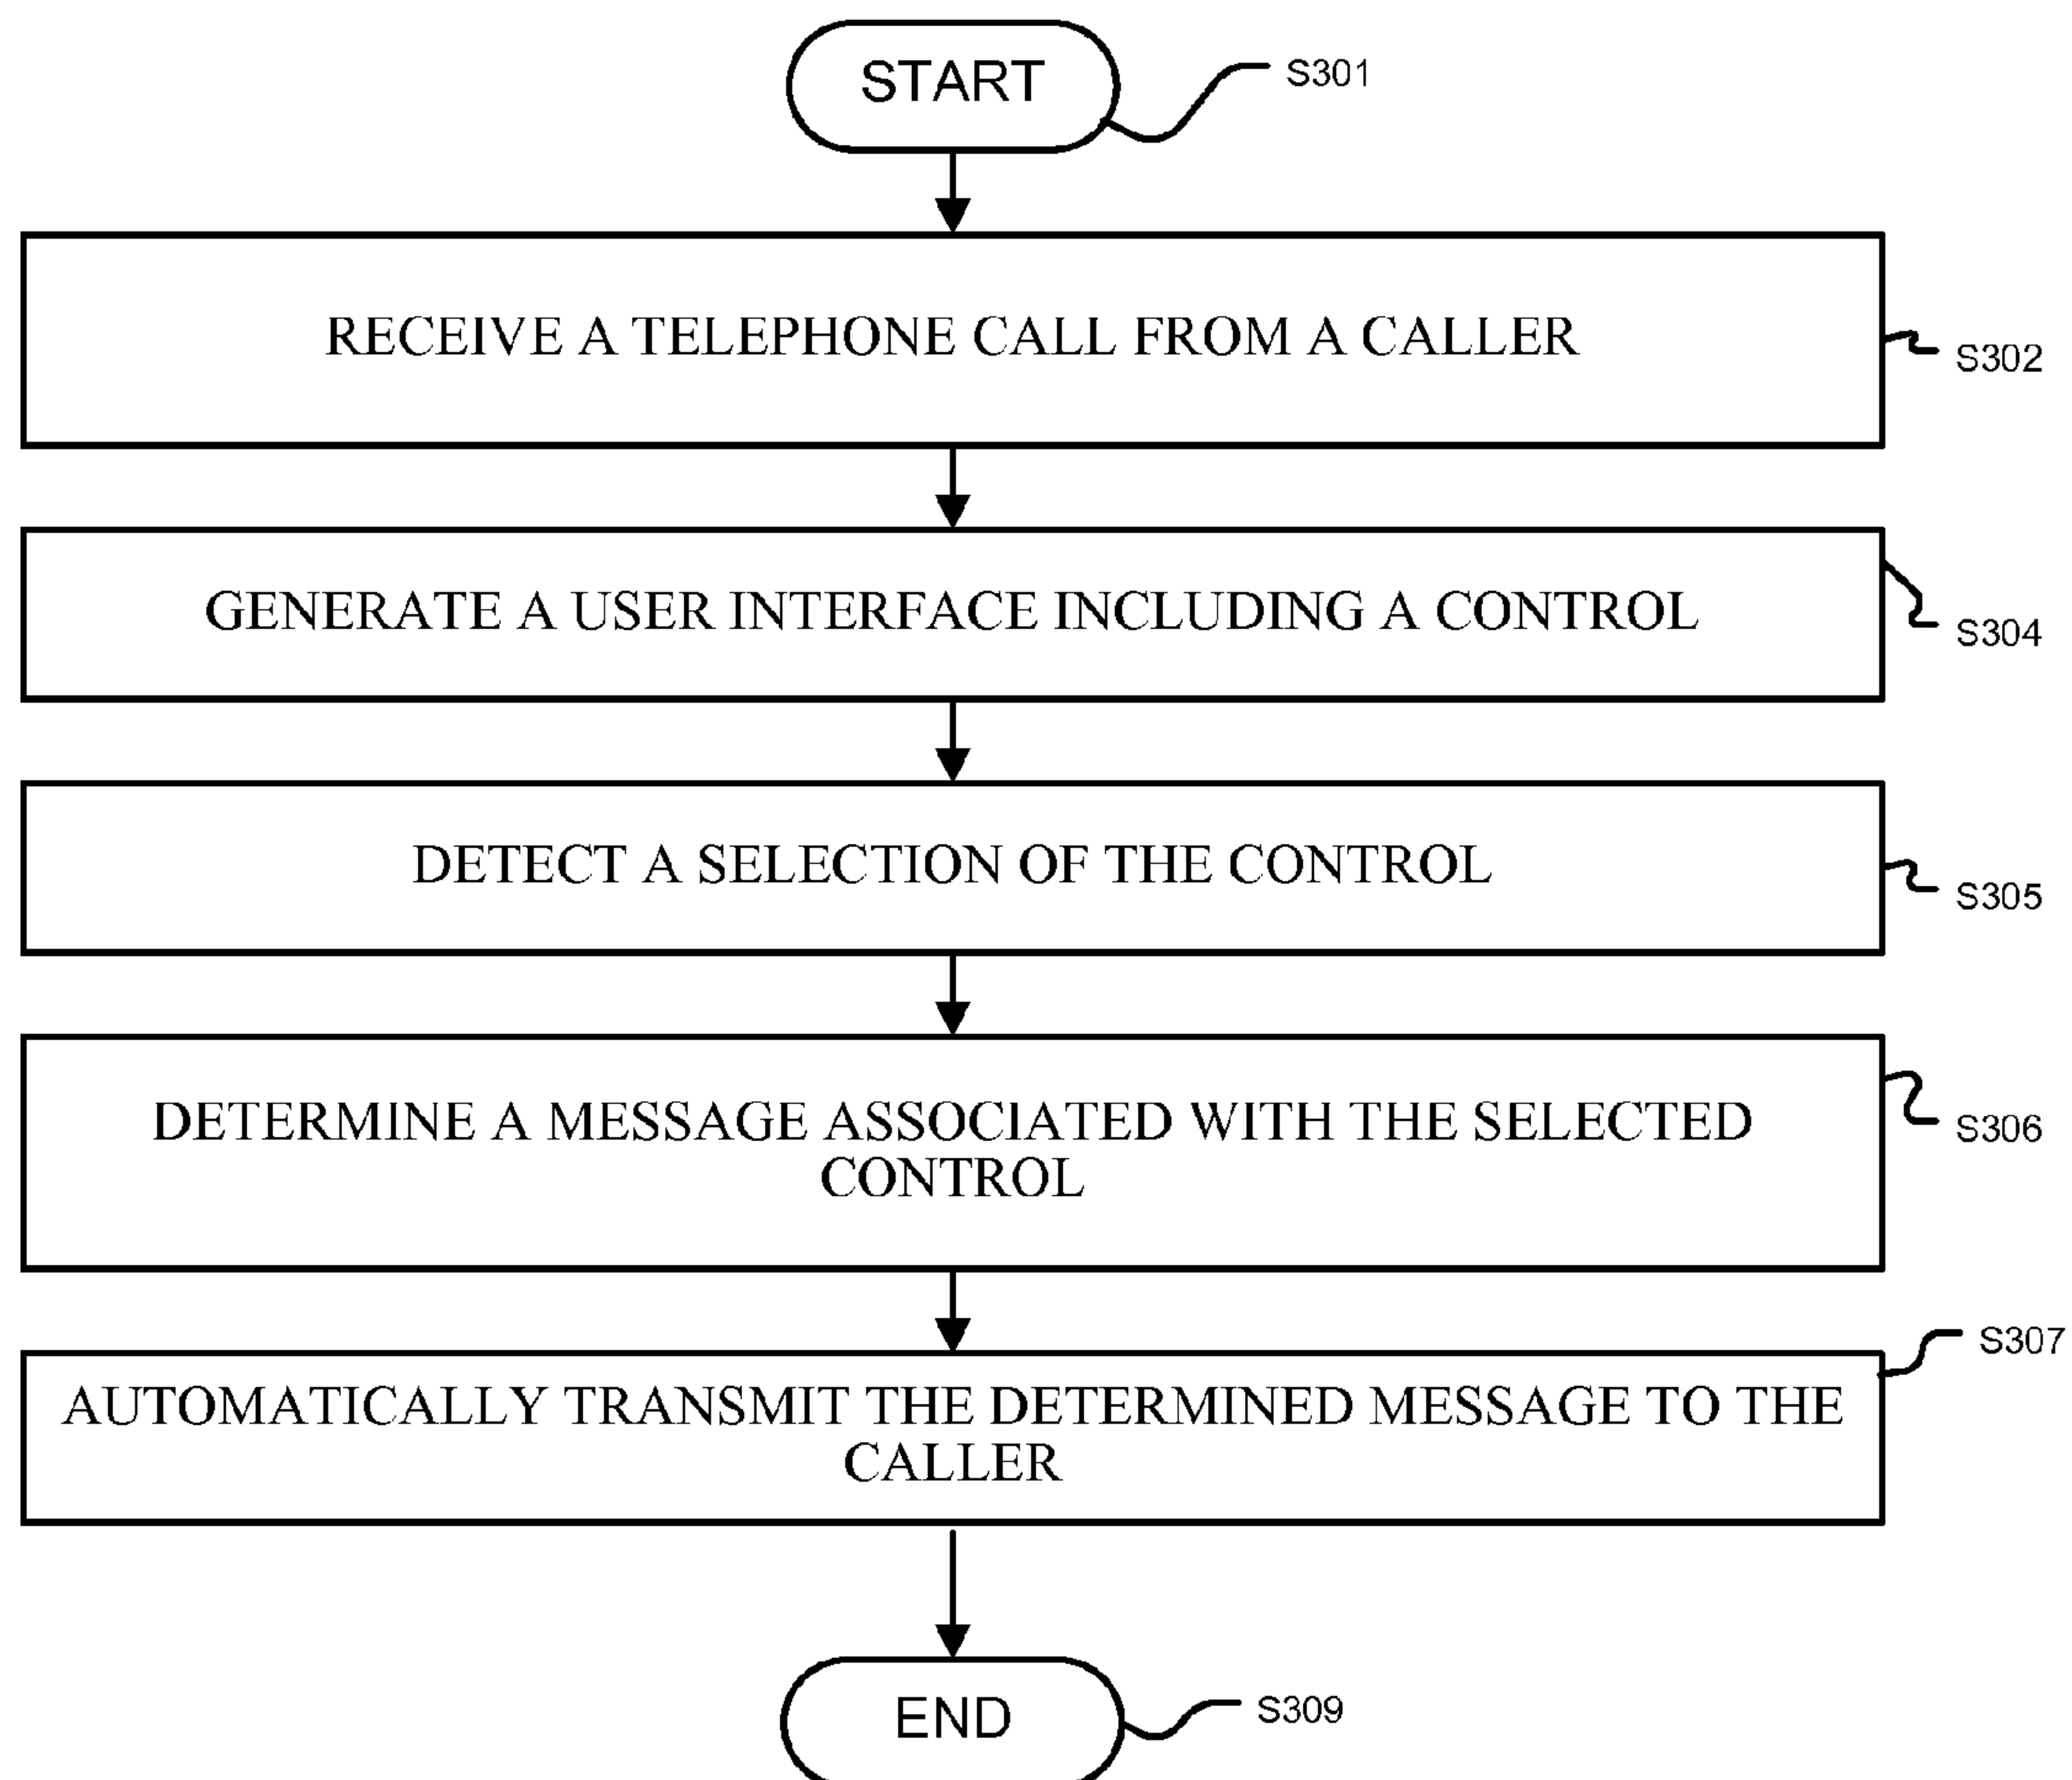 START
S301
RECEIVE A TELEPHONE CALL FROM A CALLER
S302
GENERATE A USER INTERFACE INCLUDING A CONTROL
S304
DETECT A SELECTION OF THE CONTROL
S305
DETERMINE A MESSAGE ASSOCIATED WITH THE SELECTED
CONTROL
S306
AUTOMATICALLY TRANSMIT THE DETERMINED MESSAGE TO THE
CALLER
S307
END
S309